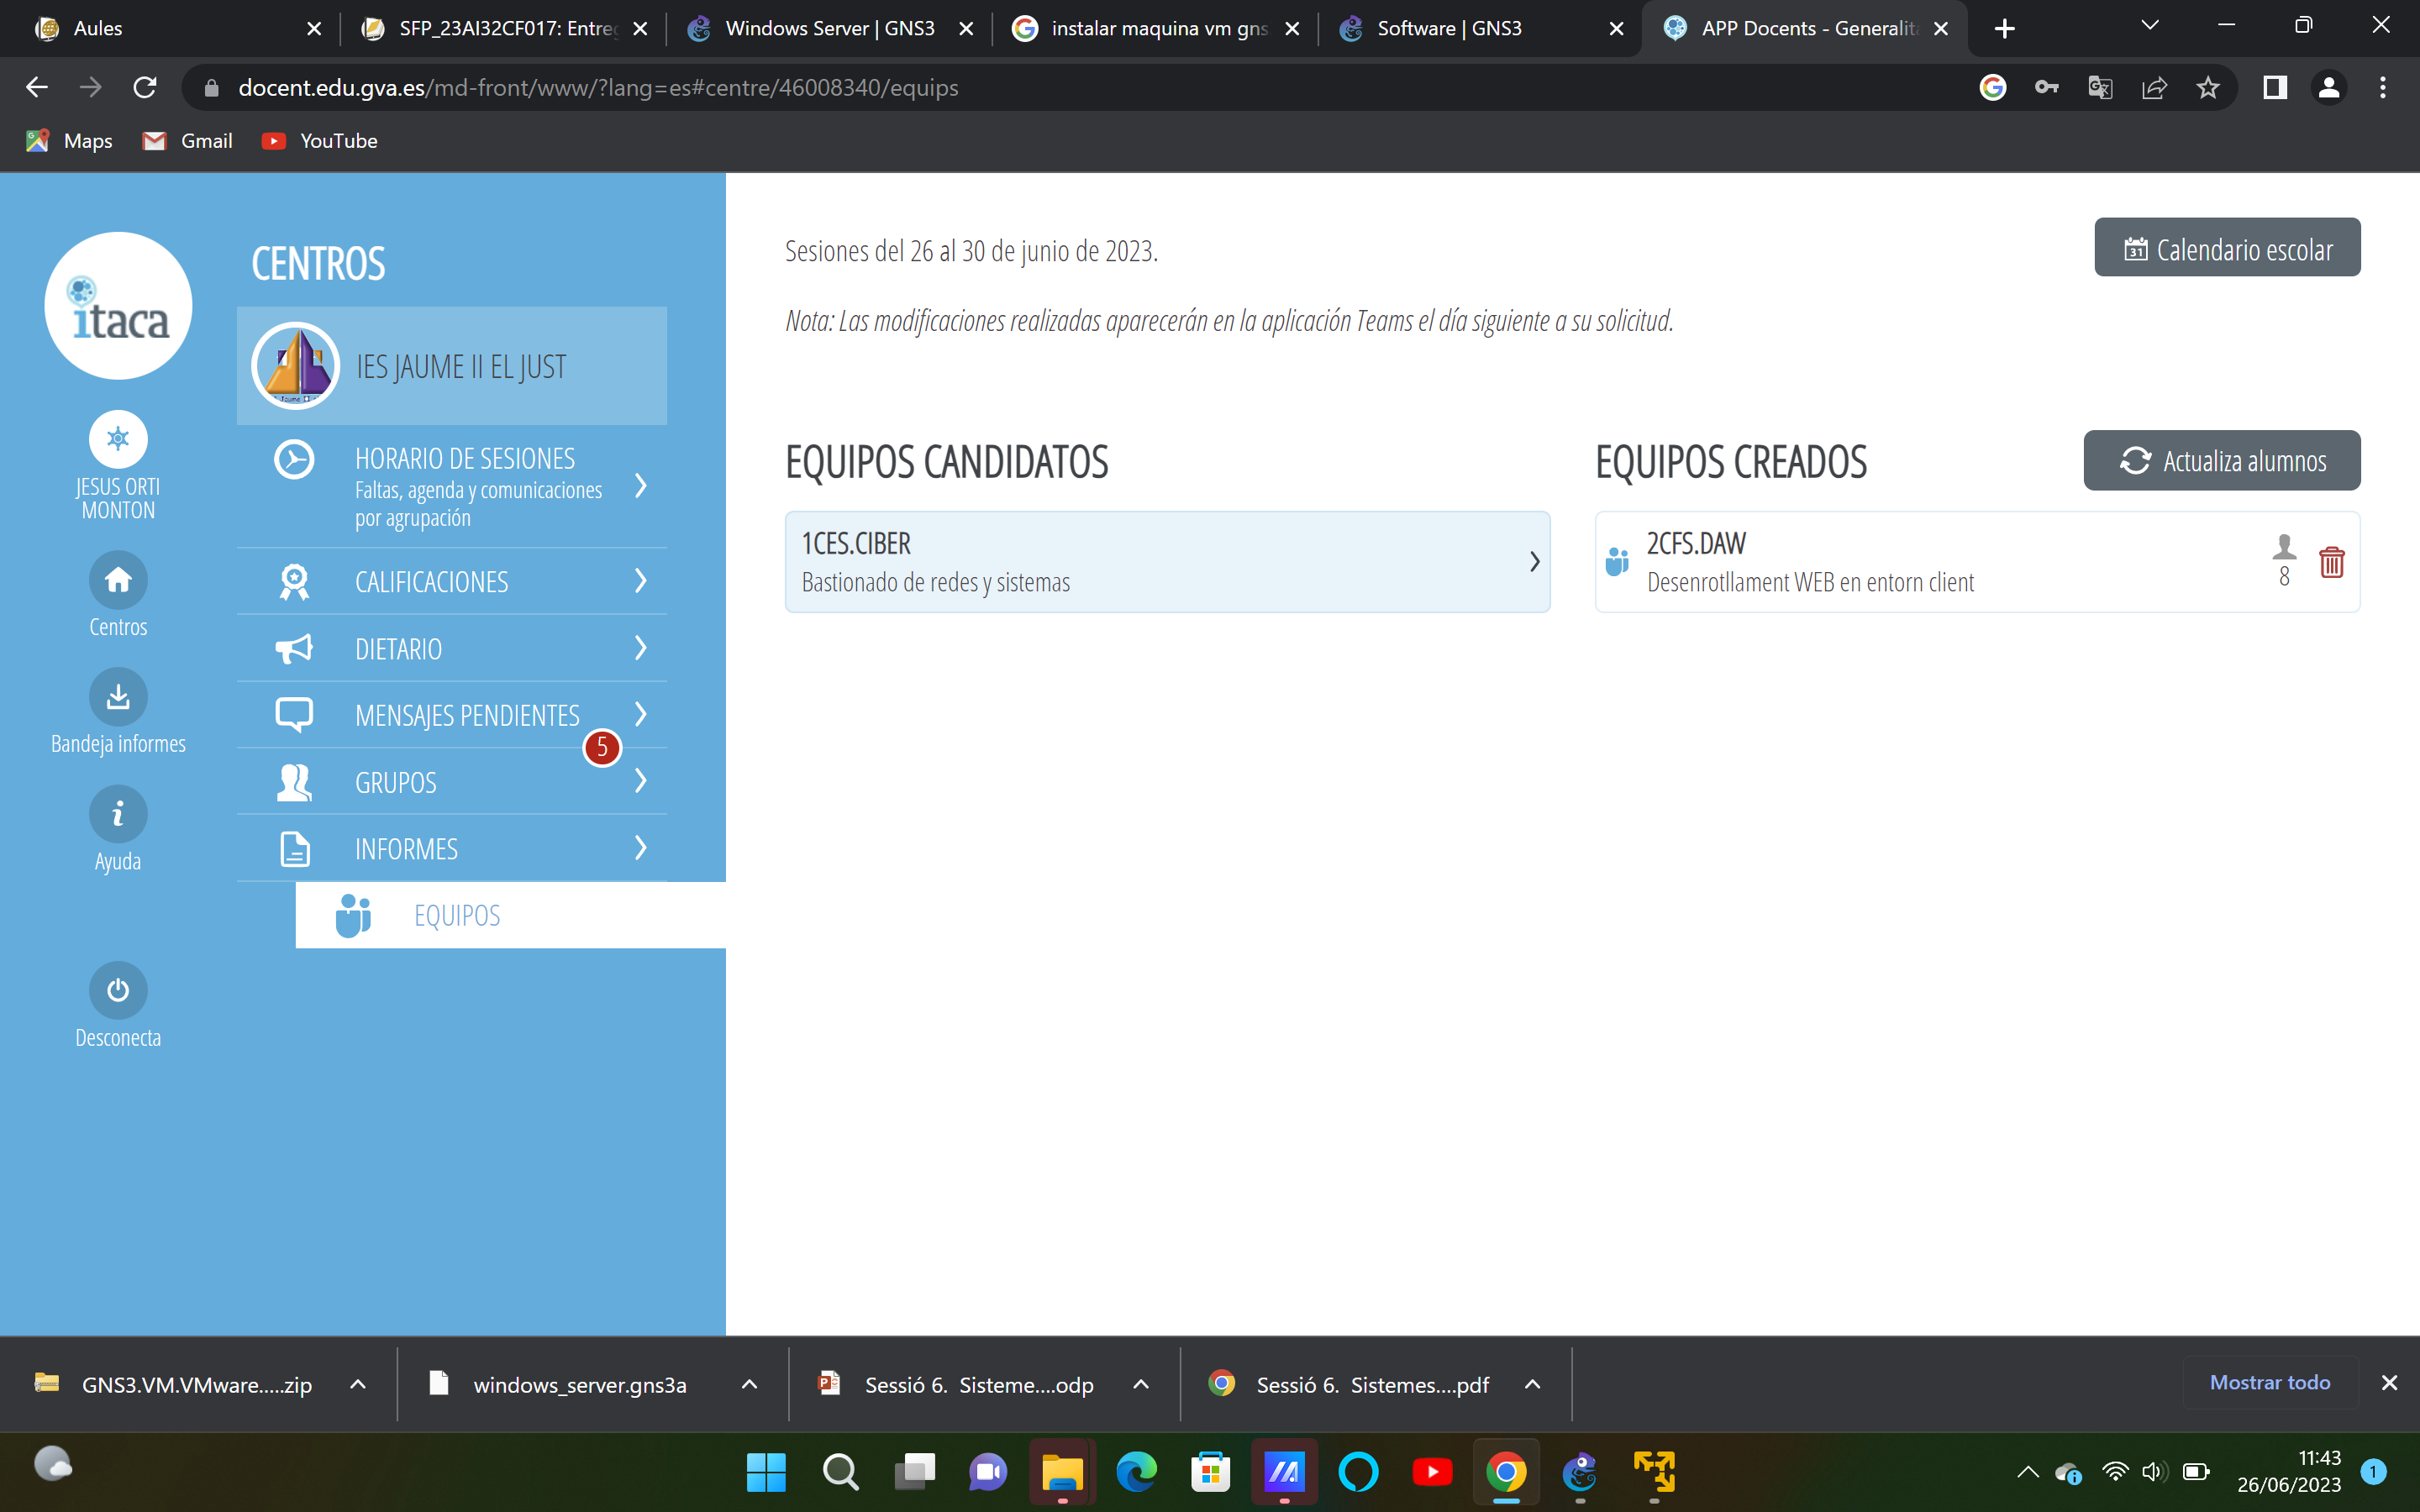 Aules
SFP_23AI32CF017: Entre
Windows Server | GNS3
instalar maquina vm gns
Software | GNS3
APP Docents - Generalit
docent.edu.gva.es/md-front/www/?lang=es#centre/46008340/equips
Maps
Gmail
YouTube
itaca
JESUS ORTI
MONTON
Centros
Bandeja informes
Ayuda
Desconecta
CENTROS
IES JAUME II EL JUST
HORARIO DE SESIONES
Faltas, agenda y comunicaciones
por agrupación
CALIFICACIONES
DIETARIO
MENSAJES PENDIENTES
5
GRUPOS
INFORMES
EQUIPOS
Sesiones del 26 al 30 de junio de 2023.
31 Calendario escolar
Nota: Las modificaciones realizadas aparecerán en la aplicación Teams el día siguiente a su solicitud.
EQUIPOS CANDIDATOS
1CES.CIBER
Bastionado de redes y sistemas
EQUIPOS CREADOS
Actualiza alumnos
2CFS.DAW
Desenrotllament WEB en entorn client
8
GNS3.VM.VMware.....zip
windows_server.gns3a
Sessió 6.  Sisteme....odp
Sessió 6.  Sistemes....pdf
Mostrar todo
11:43
26/06/2023
1